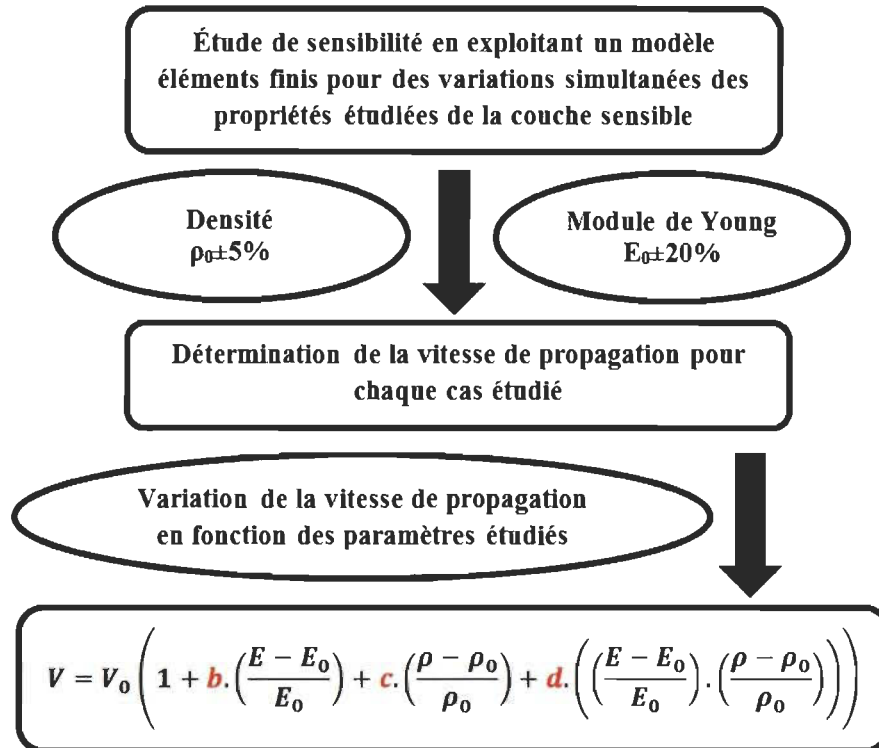 Étude de sensibilité en exploitant un modèle
éléments finis pour des variations simultanées des
propriétés étudiées de la couche sensible
Densité
ρ₀±5%
Module de Young
E₀±20%
Détermination de la vitesse de propagation pour
chaque cas étudié
Variation de la vitesse de propagation
en fonction des paramètres étudiés
V = V₀ ( 1 + b. ( (E − E₀) / E₀ ) + c. ( (ρ − ρ₀) / ρ₀ ) + d. ( ( (E − E₀) / E₀ ) . ( (ρ − ρ₀) / ρ₀ ) ) )